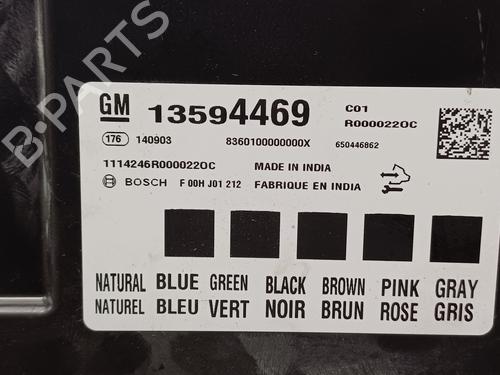 B-PARTS
GM 13594469 C01
R000022OC
176 140903 8360100000000X 650446862
1114246R000022OC MADE IN INDIA
BOSCH F 00H J01 212 FABRIQUE EN INDIA
NATURAL BLUE GREEN BLACK BROWN PINK GRAY
NATUREL BLEU VERT NOIR BRUN ROSE GRIS